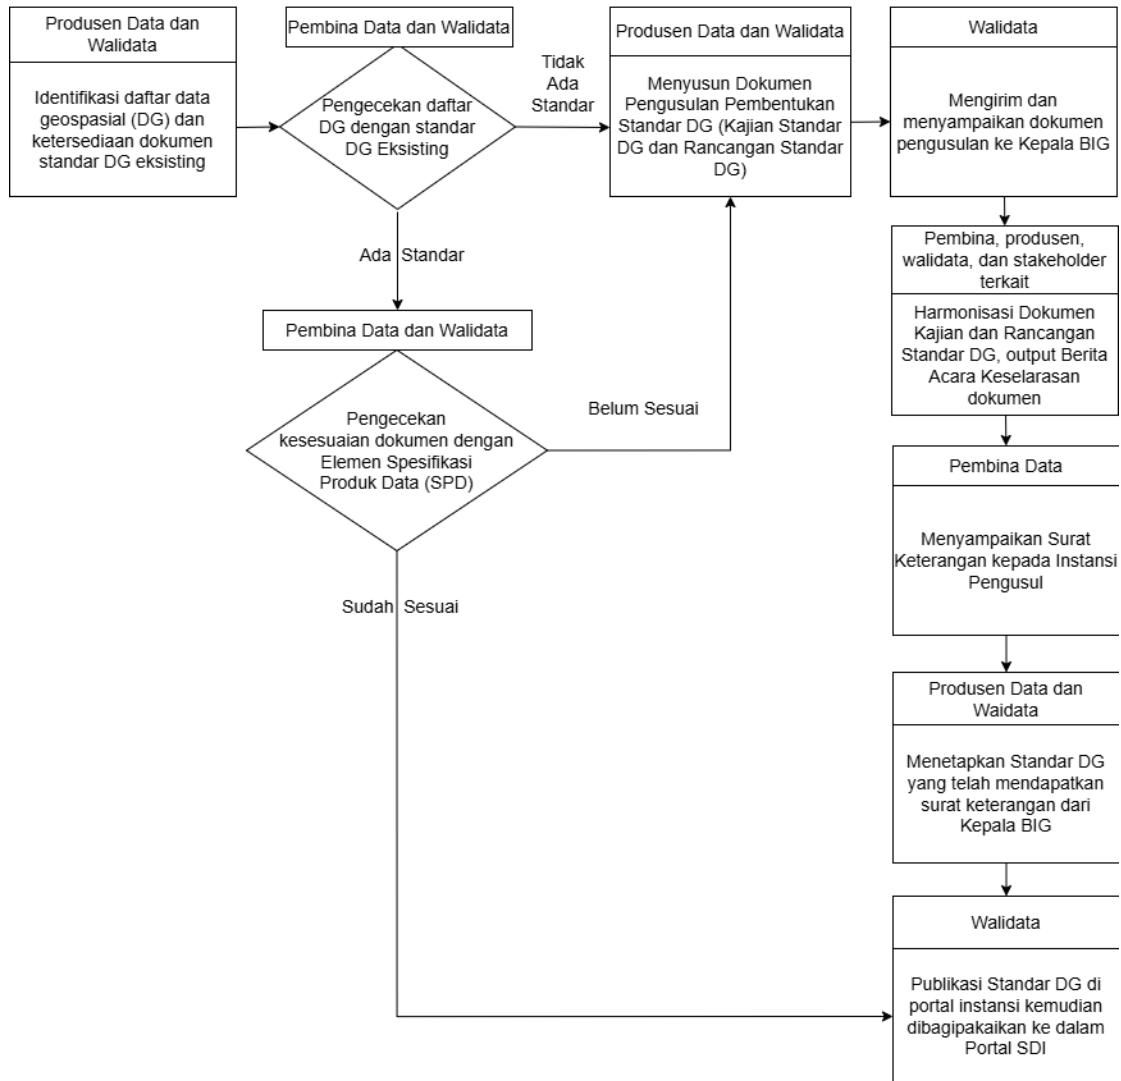 Produsen Data dan
Walidata
Identifikasi daftar data
geospasial (DG) dan
ketersediaan dokumen
standar DG eksisting
Pembina Data dan Walidata
Pengecekan daftar
DG dengan standar
DG Eksisting
Tidak
Ada
Standar
Produsen Data dan Walidata
Menyusun Dokumen
Pengusulan Pembentukan
Standar DG (Kajian Standar
DG dan Rancangan Standar
DG)
Walidata
Mengirim dan
menyampaikan dokumen
pengusulan ke Kepala BIG
Ada Standar
Pembina Data dan Walidata
Pengecekan
kesesuaian dokumen dengan
Elemen Spesifikasi
Produk Data (SPD)
Belum Sesuai
Sudah Sesuai
Pembina, produsen,
walidata, dan stakeholder
terkait
Harmonisasi Dokumen
Kajian dan Rancangan
Standar DG, output Berita
Acara Keselarasan
dokumen
Pembina Data
Menyampaikan Surat
Keterangan kepada Instansi
Pengusul
Produsen Data dan
Waidata
Menetapkan Standar DG
yang telah mendapatkan
surat keterangan dari
Kepala BIG
Walidata
Publikasi Standar DG di
portal instansi kemudian
dibagipakaikan ke dalam
Portal SDI